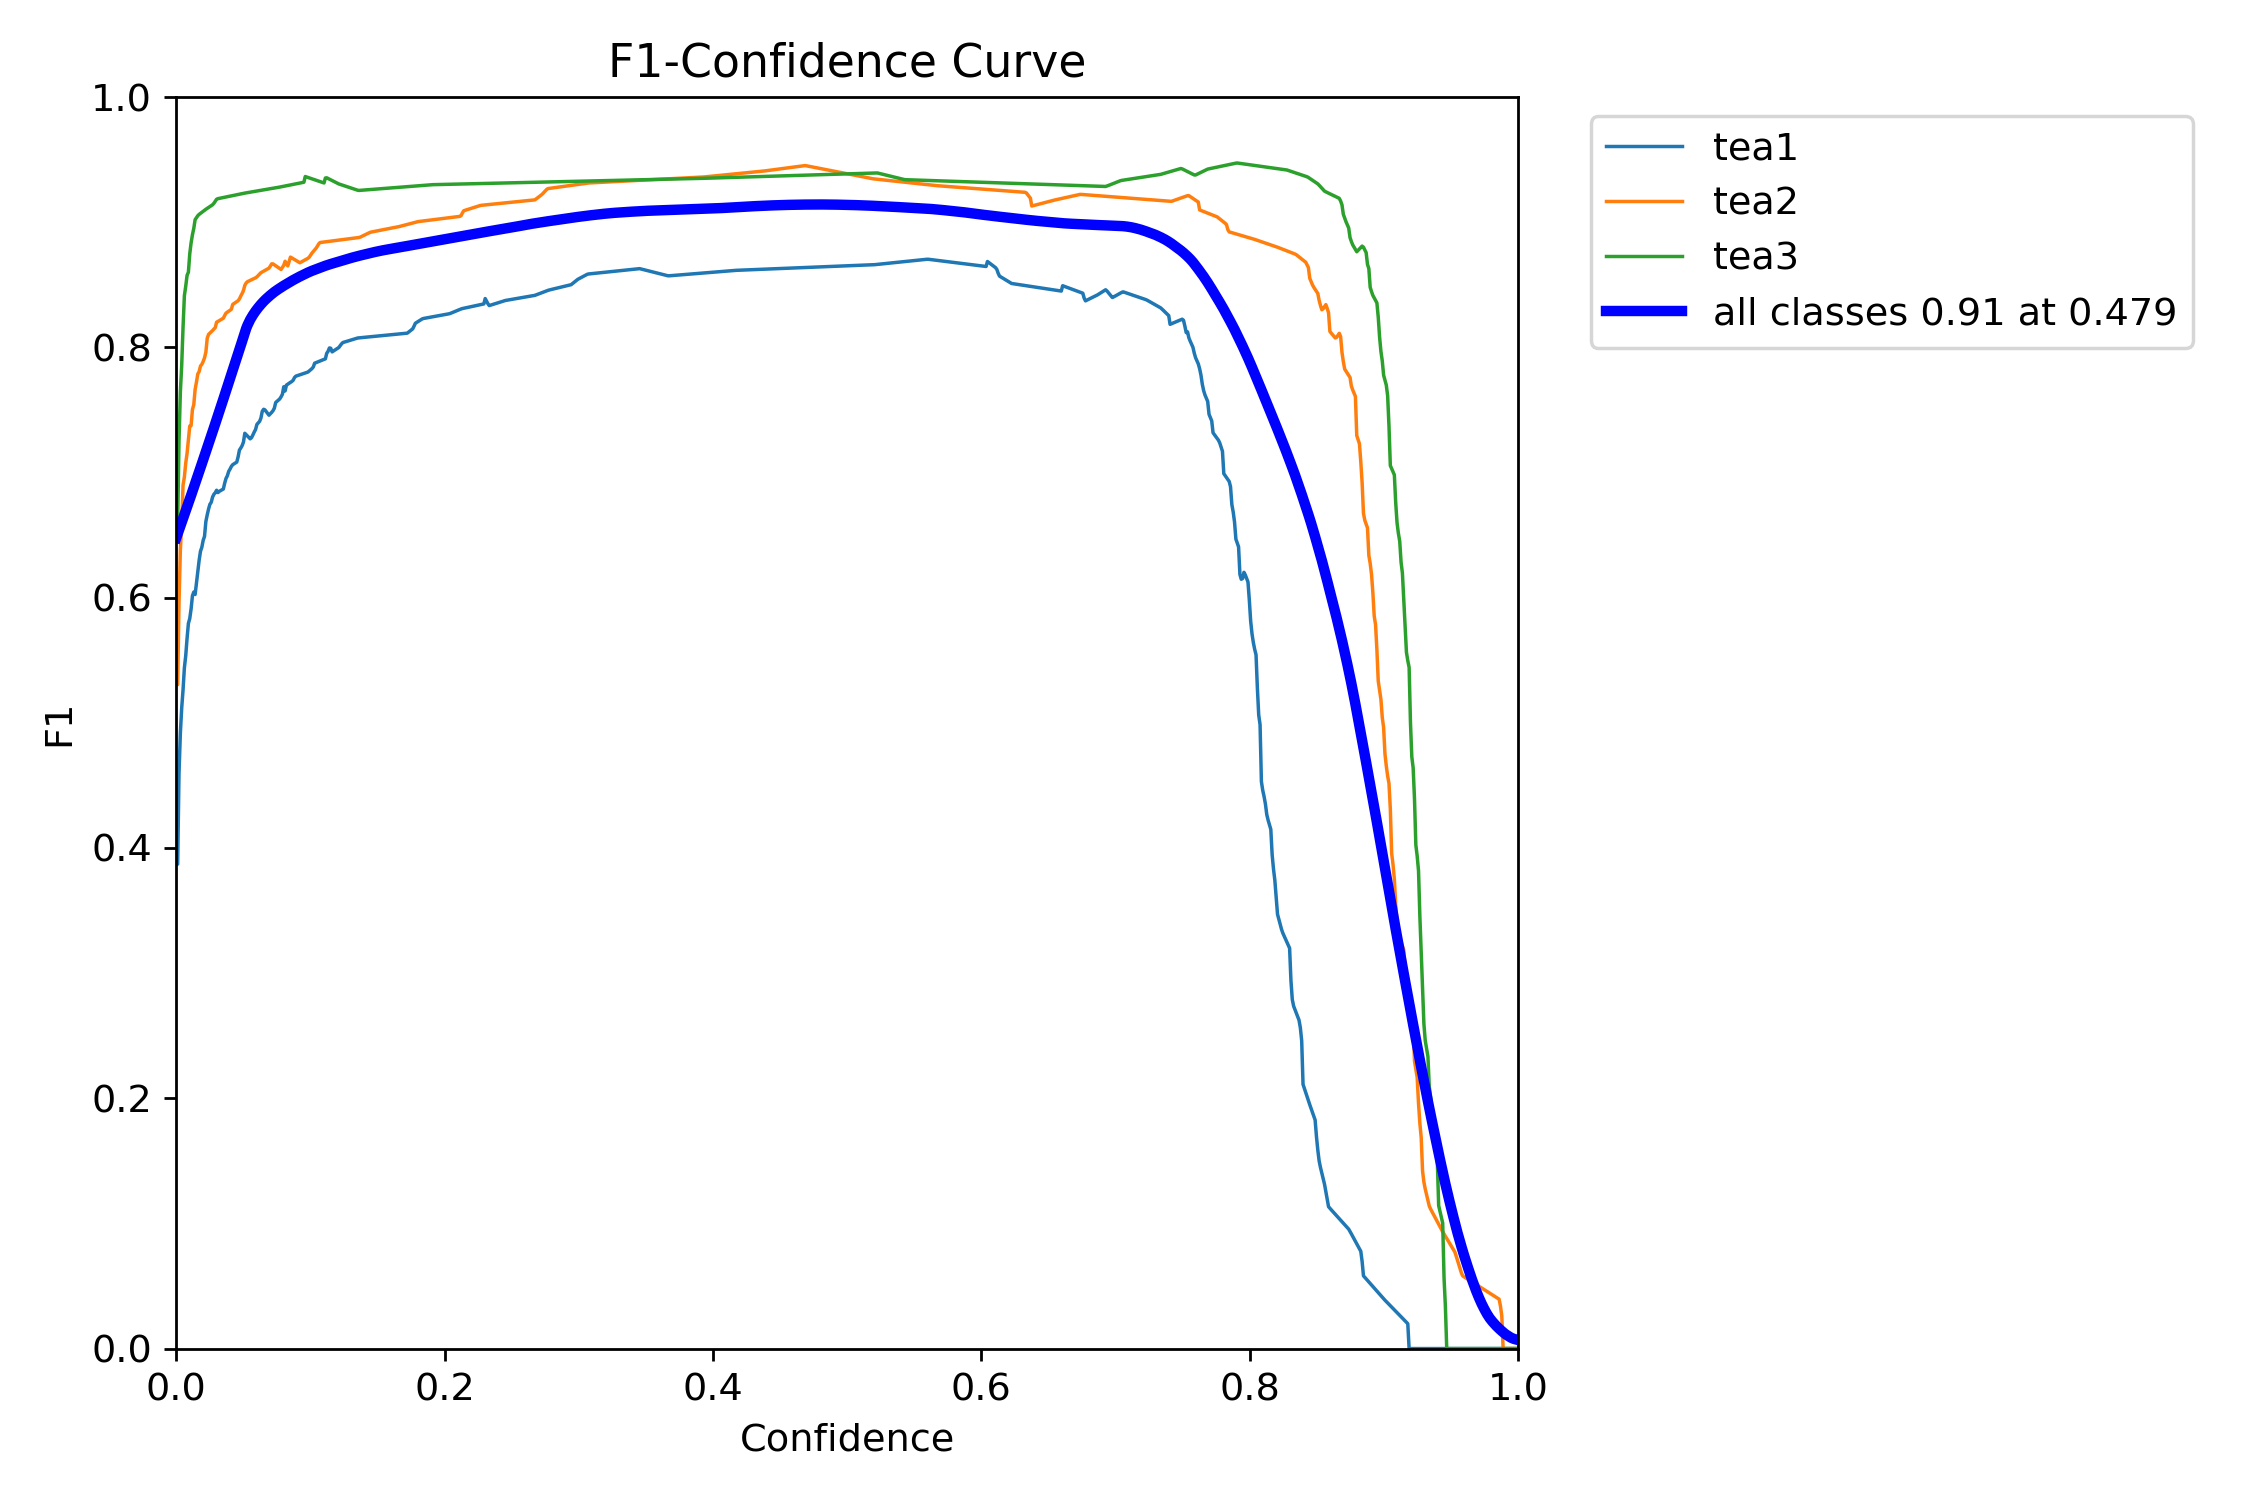 F1-Confidence Curve
1.0
0.8
0.6
0.4
0.2
0.0
F1
0.0 0.2 0.4 0.6 0.8 1.0
Confidence
tea1
tea2
tea3
all classes 0.91 at 0.479